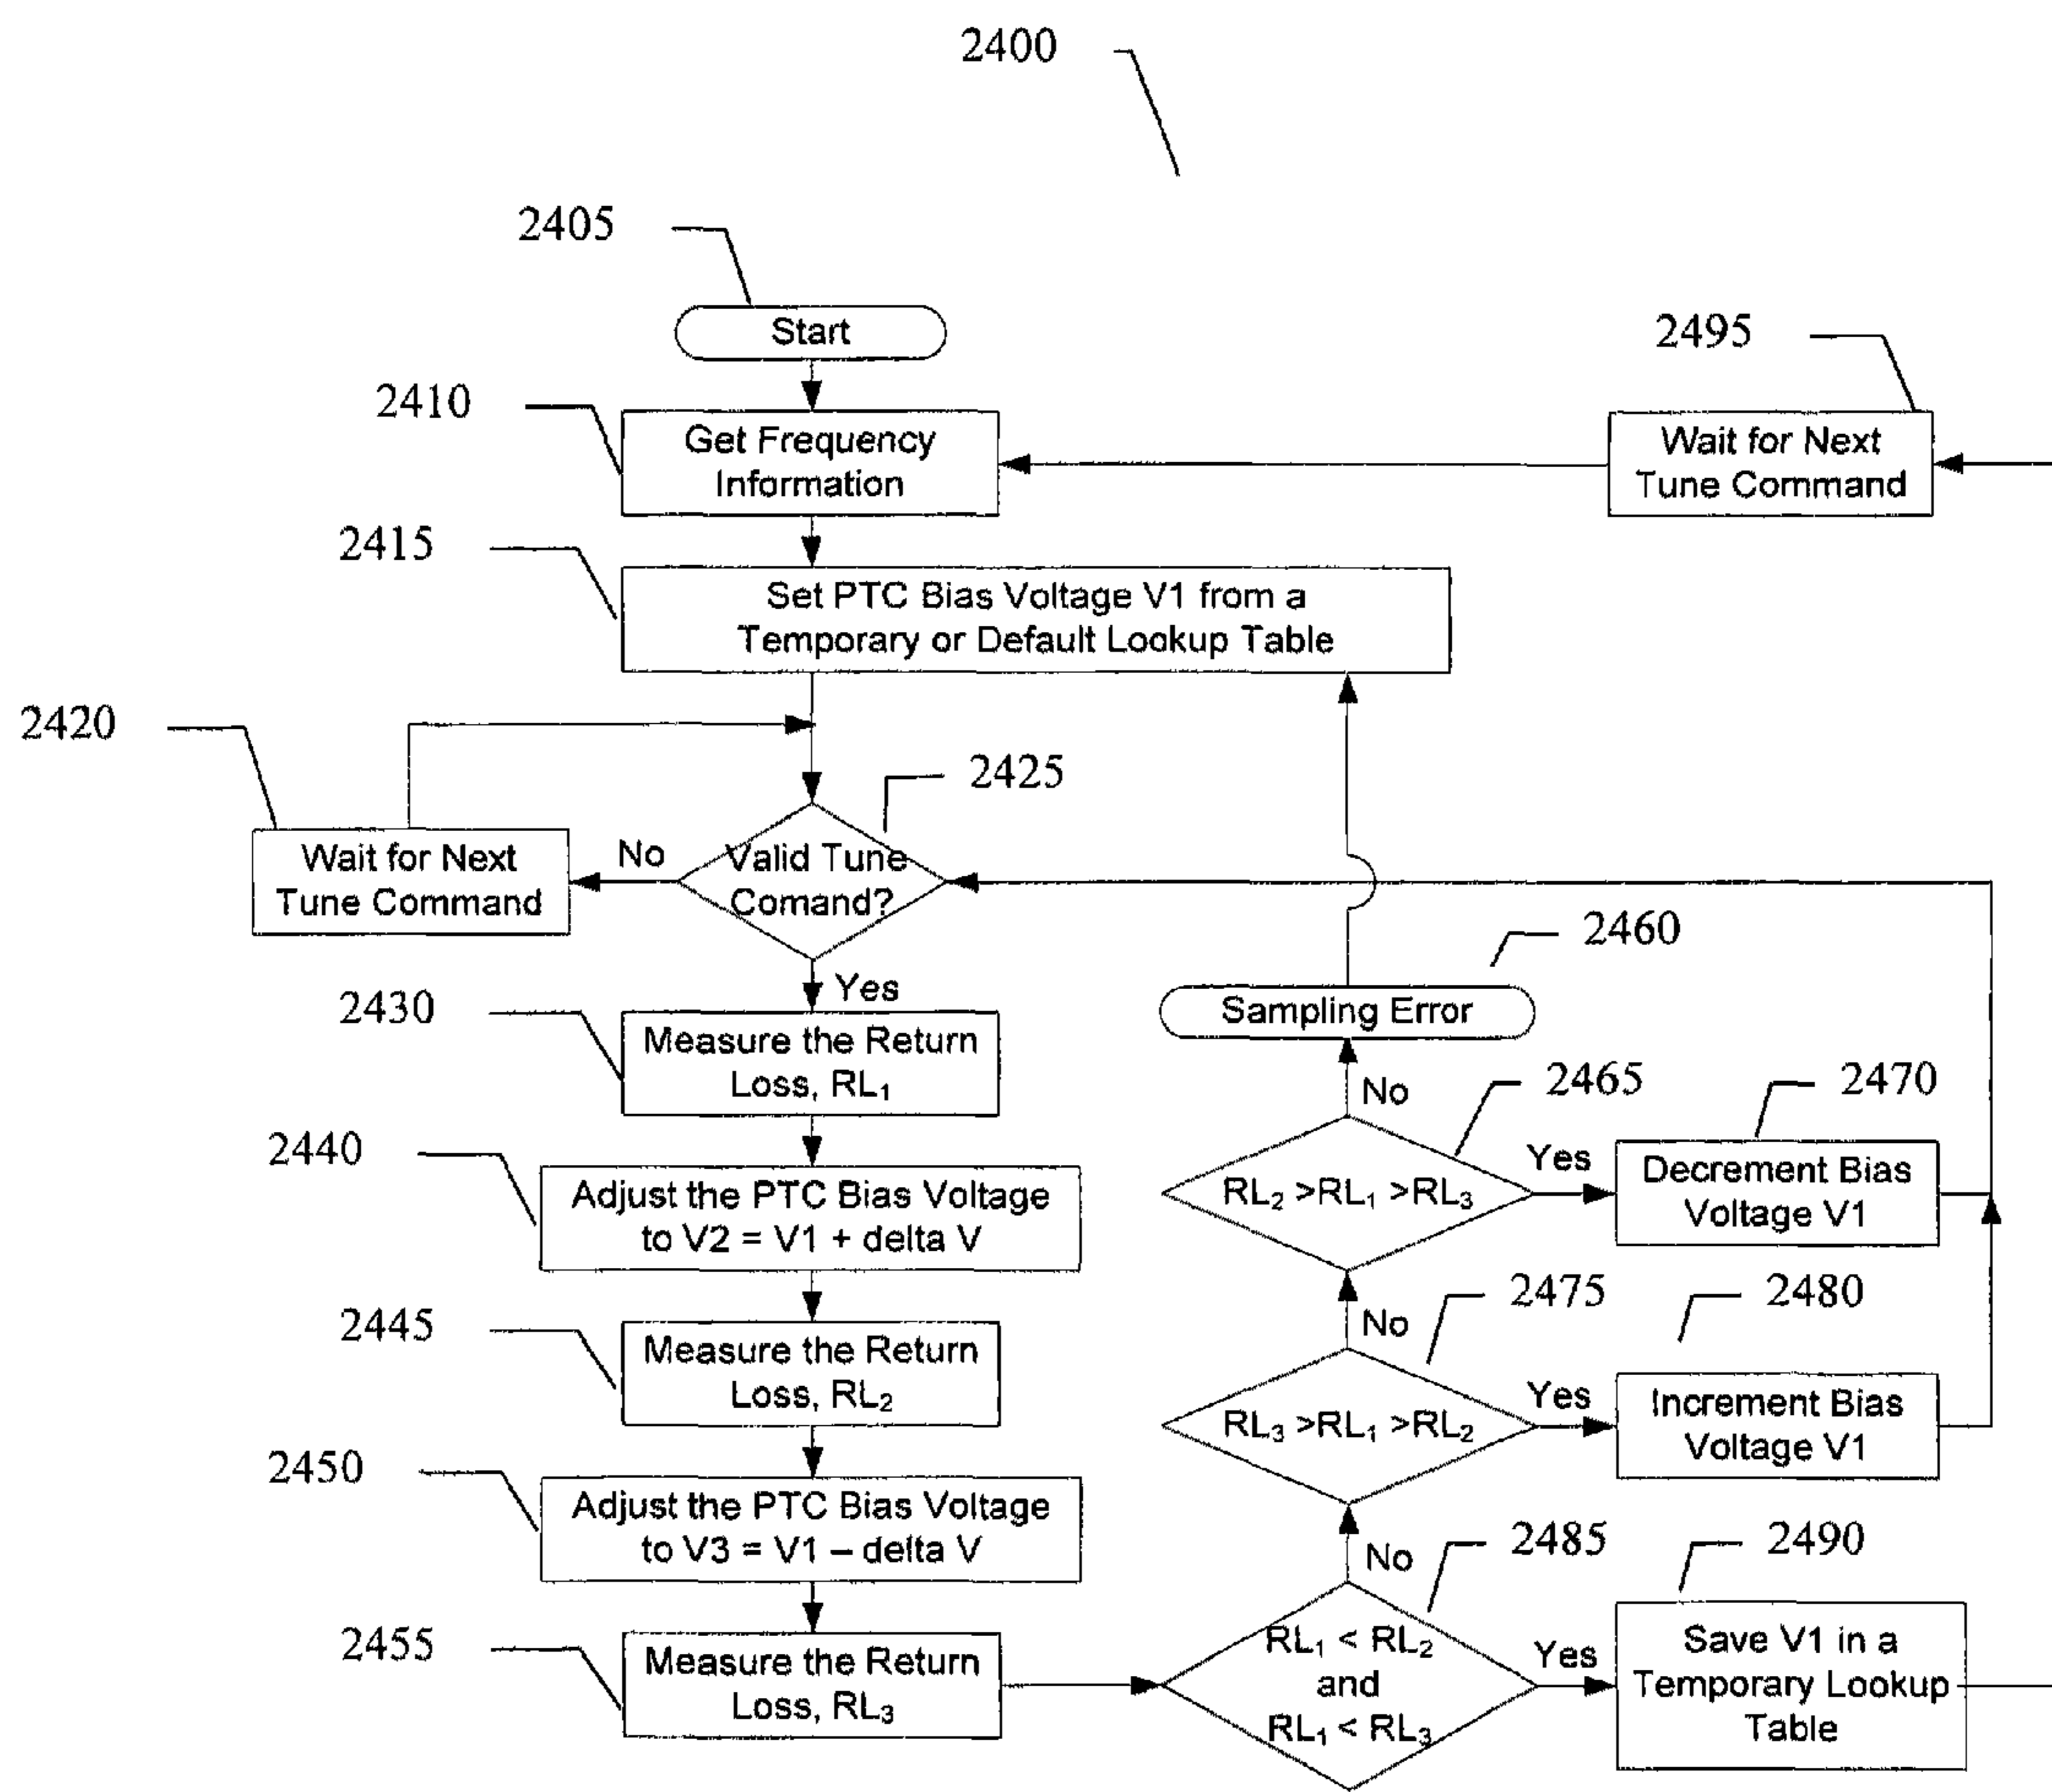 2400
2405
Start
2495
2410
Get Frequency
Information
Wait for Next
Tune Command
2415
Set PTC Bias Voltage V1 from a
Temporary or Default Lookup Table
2420
2425
Wait for Next
Tune Command
No
Valid Tune
Comand?
2460
Yes
2430
Measure the Return
Loss, RL₁
Sampling Error
No
2465
2470
2440
Adjust the PTC Bias Voltage
to V2 = V1 + delta V
RL₂ >RL₁ >RL₃
Yes
Decrement Bias
Voltage V1
2445
Measure the Return
Loss, RL₂
No
2475
2480
RL₃ >RL₁ >RL₂
Yes
Increment Bias
Voltage V1
2450
Adjust the PTC Bias Voltage
to V3 = V1 – delta V
No
2485
2490
2455
Measure the Return
Loss, RL₃
RL₁ < RL₂
and
RL₁ < RL₃
Yes
Save V1 in a
Temporary Lookup
Table